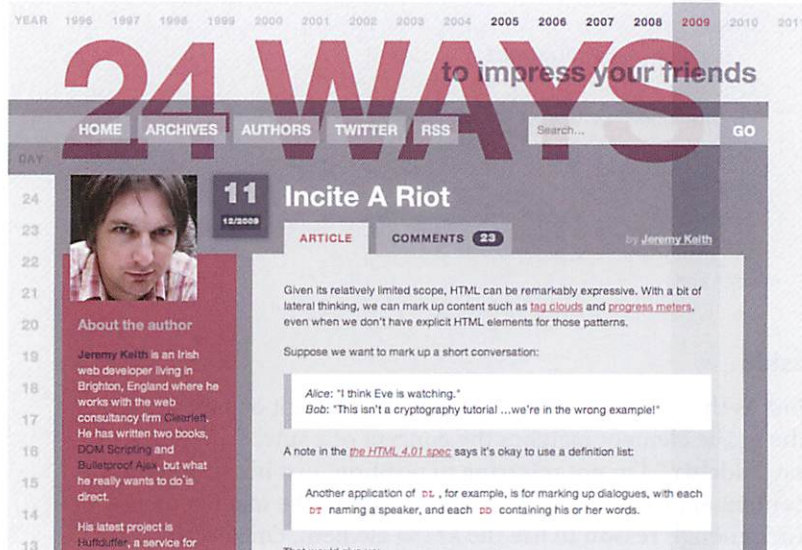 YEAR 1996 1997 1998 1999 2000 2001 2002 2003 2004 2005 2006 2007 2008 2009 2010 201
24 WAYS
to impress your friends
HOME ARCHIVES AUTHORS TWITTER RSS
Search... GO
DAY
24
23
22
21
20
19
18
17
16
15
14
13
11
12/2009
Incite A Riot
ARTICLE COMMENTS 23
by Jeremy Keith
About the author
Jeremy Keith is an Irish
web developer living in
Brighton, England where he
works with the web
consultancy firm Clearleft.
He has written two books,
DOM Scripting and
Bulletproof Ajax, but what
he really wants to do is
direct.
His latest project is
Huffduffer, a service for
Given its relatively limited scope, HTML can be remarkably expressive. With a bit of
lateral thinking, we can mark up content such as tag clouds and progress meters,
even when we don't have explicit HTML elements for those patterns.
Suppose we want to mark up a short conversation:
Alice: "I think Eve is watching."
Bob: "This isn't a cryptography tutorial ...we're in the wrong example!"
A note in the the HTML 4.01 spec says it's okay to use a definition list:
Another application of DL , for example, is for marking up dialogues, with each
DT naming a speaker, and each DD containing his or her words.